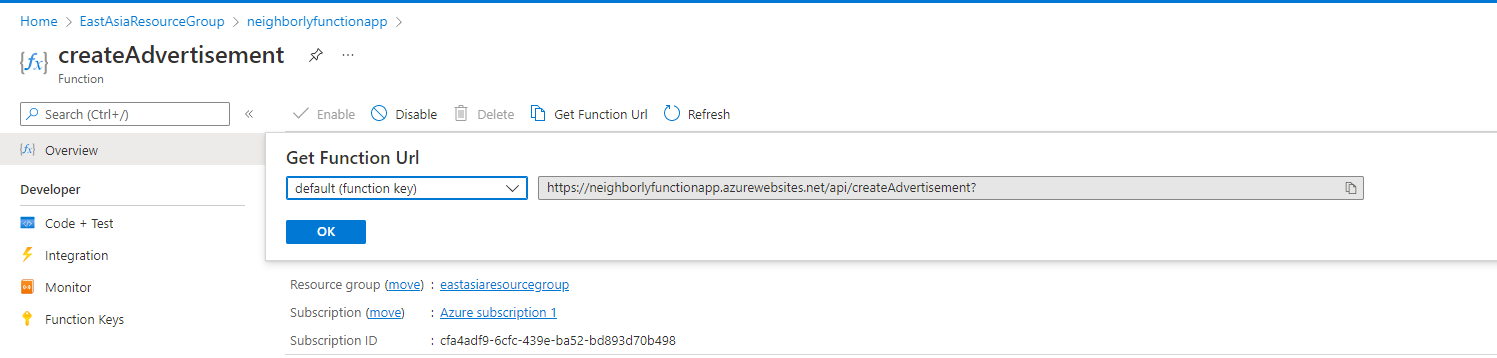 Home > EastAsiaResourceGroup > neighborlyfunctionapp >
createAdvertisement ...
Function
Search (Ctrl+/) «
Enable Disable Delete Get Function Url Refresh
Overview
Developer
Code + Test
Integration
Monitor
Function Keys
Get Function Url
default (function key) https://neighborlyfunctionapp.azurewebsites.net/api/createAdvertisement?
OK
Resource group (move) : eastasiaresourcegroup
Subscription (move) : Azure subscription 1
Subscription ID : cfa4adf9-6cfc-439e-ba52-bd893d70b498